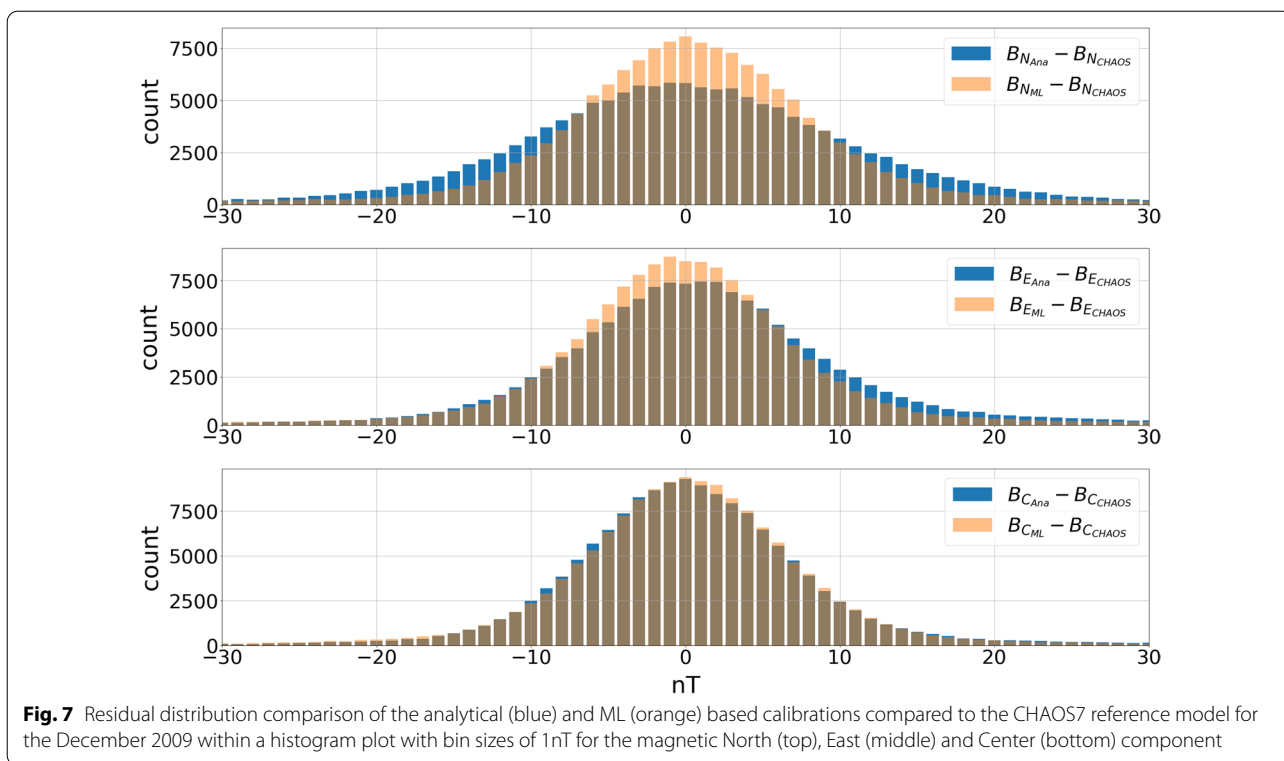 7500
5000
2500
0
count
−30
−20
−10
0
10
20
30
B_{N_{Ana}} − B_{N_{CHAOS}}
B_{N_{ML}} − B_{N_{CHAOS}}
7500
5000
2500
0
count
−30
−20
−10
0
10
20
30
B_{E_{Ana}} − B_{E_{CHAOS}}
B_{E_{ML}} − B_{E_{CHAOS}}
7500
5000
2500
0
count
−30
−20
−10
0
10
20
30
B_{C_{Ana}} − B_{C_{CHAOS}}
B_{C_{ML}} − B_{C_{CHAOS}}
nT
Fig. 7 Residual distribution comparison of the analytical (blue) and ML (orange) based calibrations compared to the CHAOS7 reference model for
the December 2009 within a histogram plot with bin sizes of 1nT for the magnetic North (top), East (middle) and Center (bottom) component